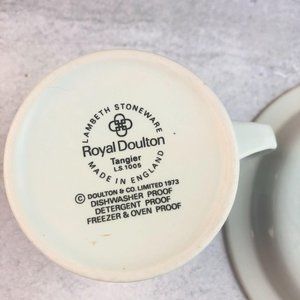 LAMBETH STONEWARE
Royal Doulton
Tangier
L.S. 1005
MADE IN ENGLAND
© DOULTON & CO. LIMITED 1973
DISHWASHER PROOF
DETERGENT PROOF
FREEZER & OVEN PROOF